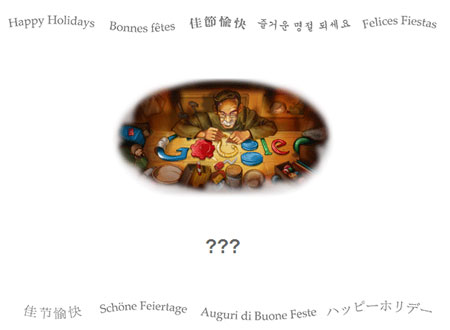 Happy Holidays Bonnes fêtes 佳節愉快 즐거운 명절 되세요 Felices Fiestas
Google
???
佳节愉快 Schöne Feiertage Auguri di Buone Feste ハッピーホリデー